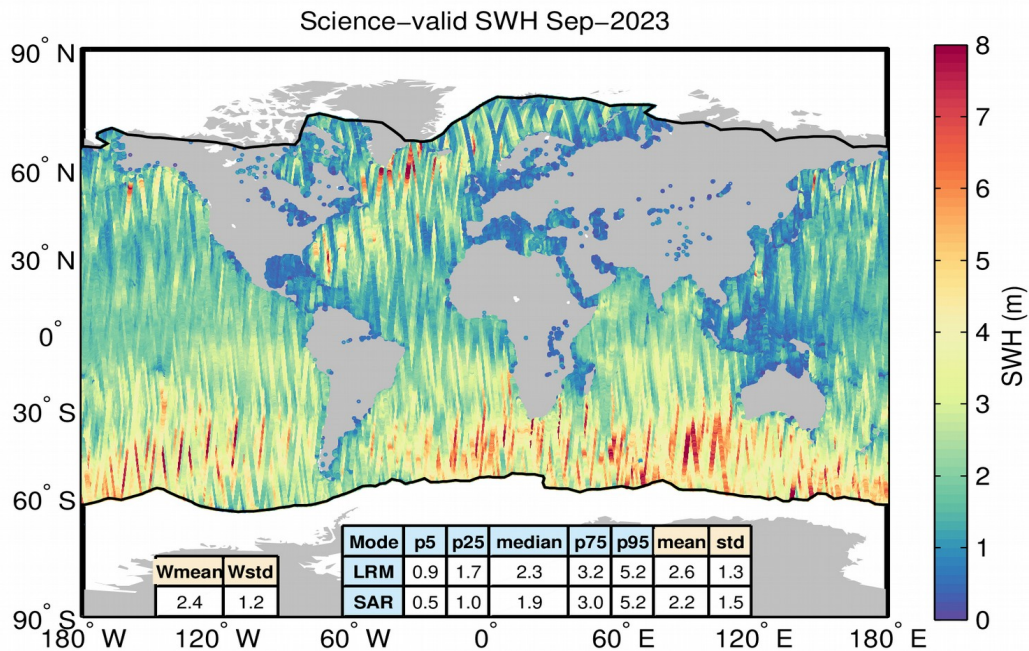 Science-valid SWH Sep-2023
90° N
60° N
30° N
0°
30° S
60° S
90° S
180° W
120° W
60° W
0°
60° E
120° E
180° E
8
7
6
5
4
3
2
1
0
SWH (m)
Wmean Wstd
2.4 1.2
Mode p5 p25 median p75 p95 mean std
LRM 0.9 1.7 2.3 3.2 5.2 2.6 1.3
SAR 0.5 1.0 1.9 3.0 5.2 2.2 1.5